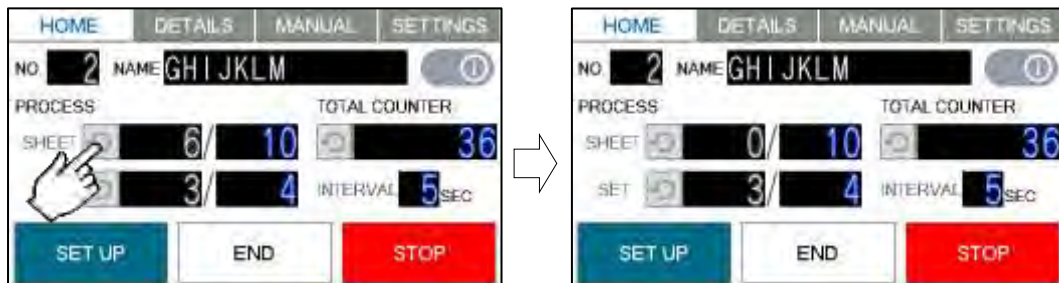 HOME DETAILS MANUAL SETTINGS
NO. 2 NAME GHIJKLM
PROCESS TOTAL COUNTER
SHEET 6/ 10 36
3/ 4 INTERVAL 5 SEC
SET UP END STOP
HOME DETAILS MANUAL SETTINGS
NO. 2 NAME GHIJKLM
PROCESS TOTAL COUNTER
SHEET 0/ 10 36
SET 3/ 4 INTERVAL 5 SEC
SET UP END STOP